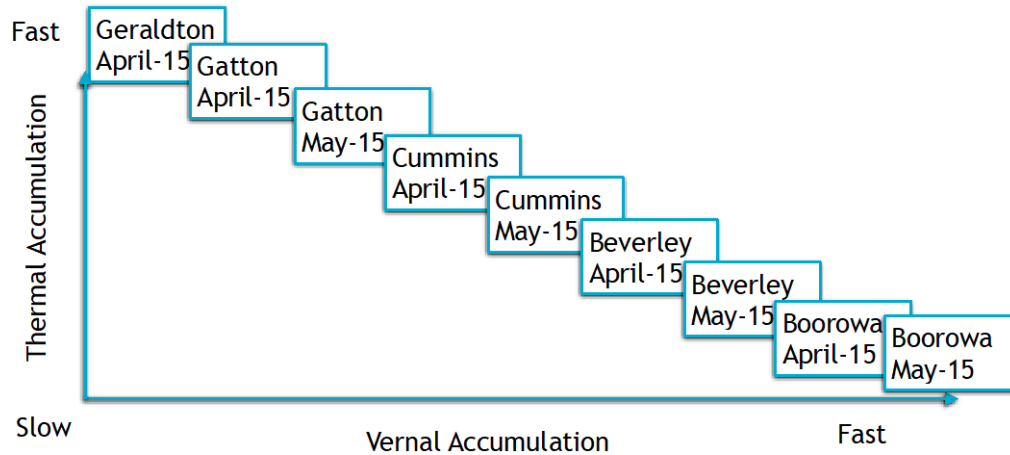 Fast
Geraldton
April-15
Gatton
April-15
Gatton
May-15
Cummins
April-15
Cummins
May-15
Beverley
April-15
Beverley
May-15
Boorowa
April-15
Boorowa
May-15
Thermal Accumulation
Slow
Vernal Accumulation
Fast